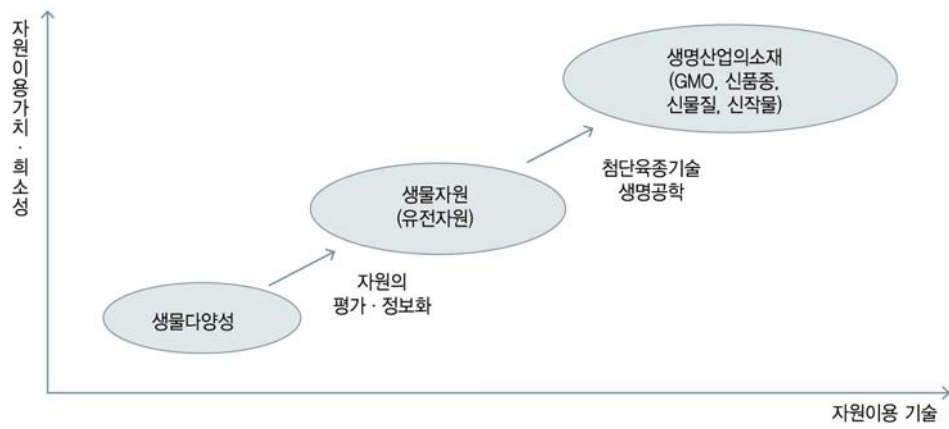 자원이용가치 · 희소성
생명산업의소재
(GMO, 신품종,
신물질, 신작물)
첨단육종기술
생명공학
생물자원
(유전자원)
자원의
평가 · 정보화
생물다양성
자원이용 기술